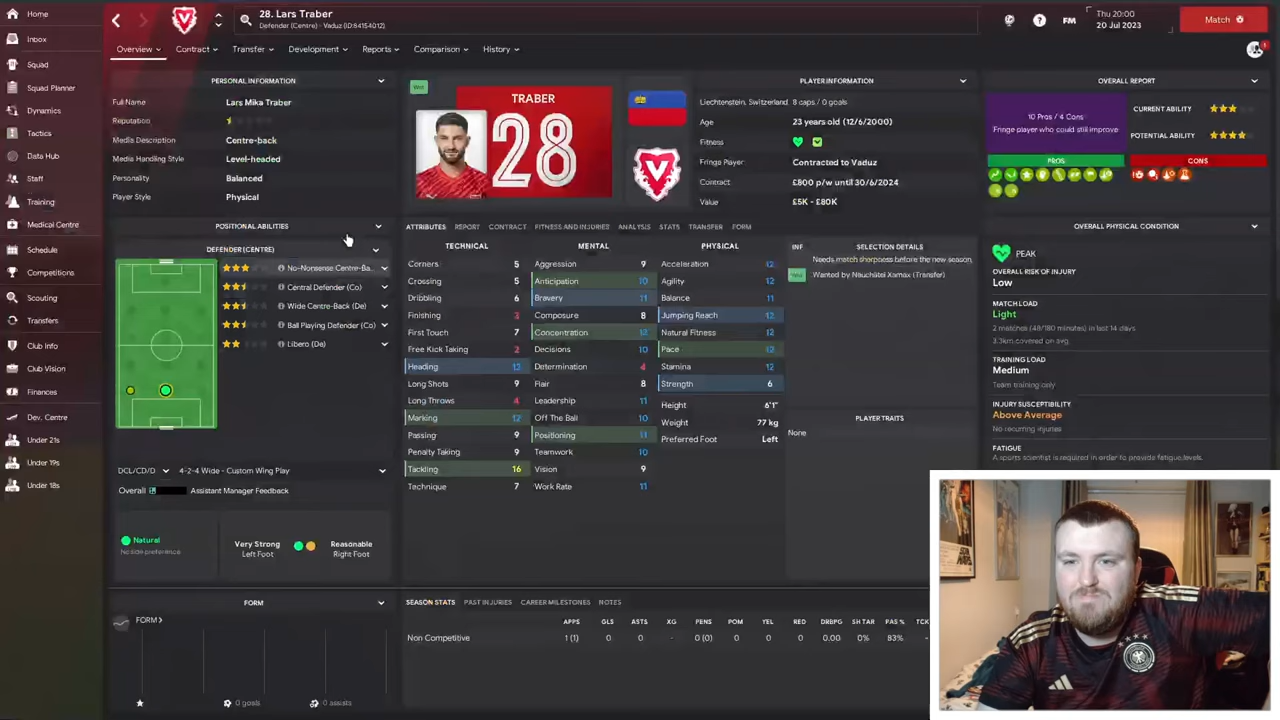 Home
Inbox
Squad
Squad Planner
Dynamics
Tactics
Data Hub
Staff
Training
Medical Centre
Schedule
Competitions
Scouting
Transfers
Club Info
Club Vision
Finances
Dev. Centre
Under 21s
Under 19s
Under 18s
28. Lars Traber
Defender (Centre) - Vaduz (ID:84154012)
FM
Thu 20:00
20 Jul 2023
Match
Overview Contract Transfer Development Reports Comparison History
PERSONAL INFORMATION
Full Name Lars Mika Traber
Reputation
Media Description Centre-back
Media Handling Style Level-headed
Personality Balanced
Player Style Physical
Wnt
TRABER
28
PLAYER INFORMATION
Liechtenstein, Switzerland 8 caps / 0 goals
Age 23 years old (12/6/2000)
Fitness
Fringe Player Contracted to Vaduz
Contract £800 p/w until 30/6/2024
Value £5K - £80K
OVERALL REPORT
10 Pros / 4 Cons
Fringe player who could still improve
CURRENT ABILITY
POTENTIAL ABILITY
PROS CONS
POSITIONAL ABILITIES
DEFENDER (CENTRE)
No-Nonsense Centre-Ba...
Central Defender (Co)
Wide Centre-Back (De)
Ball Playing Defender (Co)
Libero (De)
DCL/CD/D 4-2-4 Wide - Custom Wing Play
Overall Assistant Manager Feedback
Natural
No side preference
Very Strong
Left Foot
Reasonable
Right Foot
ATTRIBUTES REPORT CONTRACT FITNESS AND INJURIES ANALYSIS STATS TRANSFER FORM
TECHNICAL
Corners 5
Crossing 5
Dribbling 6
Finishing 3
First Touch 7
Free Kick Taking 2
Heading
Long Shots 9
Long Throws 4
Marking
Passing 9
Penalty Taking 9
Tackling 16
Technique 7
MENTAL
Aggression 9
Anticipation 10
Bravery 11
Composure 8
Concentration
Decisions 10
Determination 4
Flair 8
Leadership 11
Off The Ball 10
Positioning 11
Teamwork 10
Vision 9
Work Rate 11
PHYSICAL
Acceleration 12
Agility 12
Balance 11
Jumping Reach
Natural Fitness 12
Pace
Stamina 12
Strength 6
Height 6'1"
Weight 77 kg
Preferred Foot Left
INF SELECTION DETAILS
Needs match sharpness before the new season.
Wnt Wanted by Neuchâtel Xamax (Transfer)
PLAYER TRAITS
None
OVERALL PHYSICAL CONDITION
PEAK
OVERALL RISK OF INJURY
Low
MATCH LOAD
Light
2 matches (48/180 minutes) in last 14 days
3.3km covered on avg.
TRAINING LOAD
Medium
Team training only
INJURY SUSCEPTIBILITY
Above Average
No recurring injuries
FATIGUE
A sports scientist is required in order to provide fatigue levels.
FORM
FORM >
0 goals 0 assists
SEASON STATS PAST INJURIES CAREER MILESTONES NOTES
APPS GLS ASTS XG PENS POM YEL RED DRBPG SH TAR PAS % TCK
Non Competitive 1 (1) 0 0 - 0 (0) 0 0 0 0.00 0% 83%